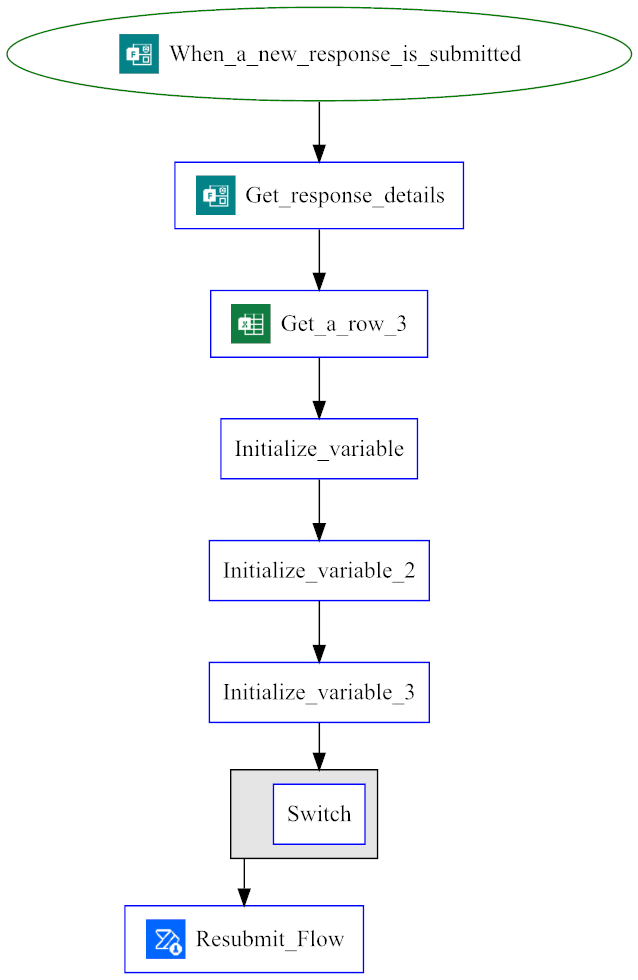 When_a_new_response_is_submitted
Get_response_details
Get_a_row_3
Initialize_variable
Initialize_variable_2
Initialize_variable_3
Switch
Resubmit_Flow